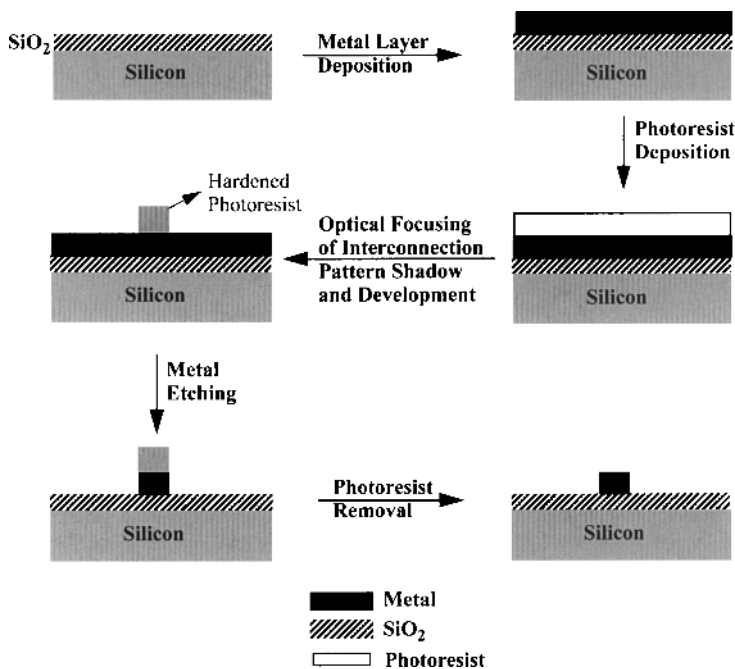 SiO2
Silicon
Metal Layer
Deposition
Silicon
Photoresist
Deposition
Hardened
Photoresist
Silicon
Optical Focusing
of Interconnection
Pattern Shadow
and Development
Silicon
Metal
Etching
Silicon
Photoresist
Removal
Silicon
Metal
SiO2
Photoresist